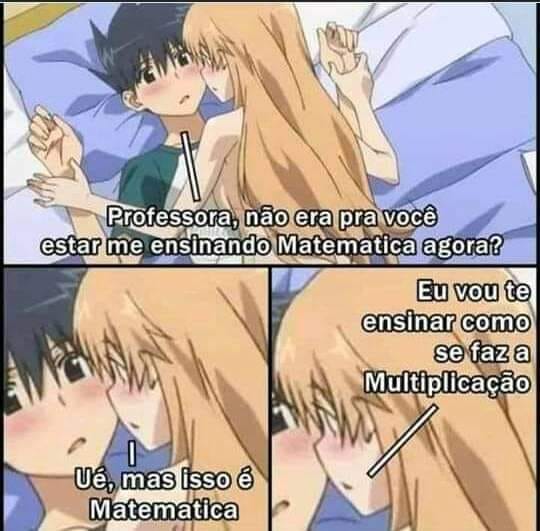 Professora, não era pra você
estar me ensinando Matematica agora?
Ué, mas isso é
Matematica
Eu vou te
ensinar como
se faz a
Multiplicação